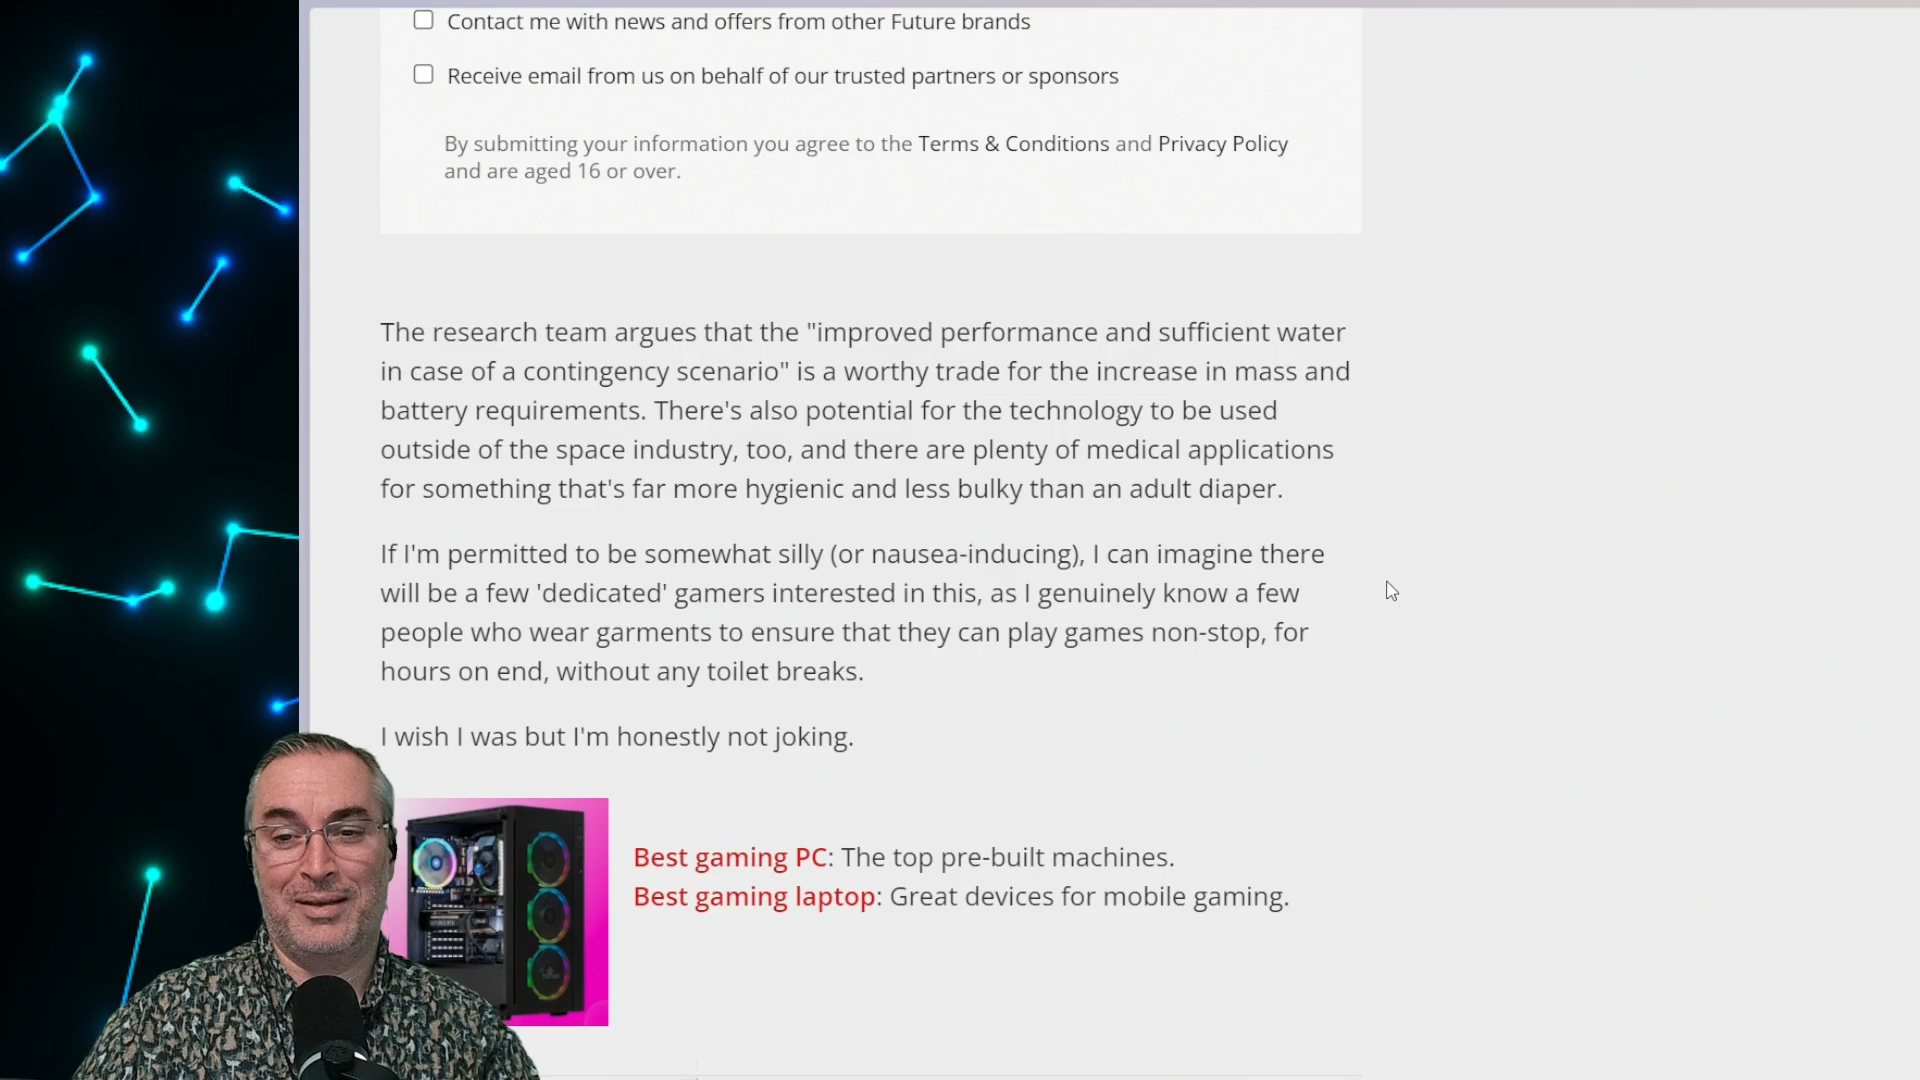 Contact me with news and offers from other Future brands
Receive email from us on behalf of our trusted partners or sponsors
By submitting your information you agree to the Terms & Conditions and Privacy Policy
and are aged 16 or over.
The research team argues that the "improved performance and sufficient water
in case of a contingency scenario" is a worthy trade for the increase in mass and
battery requirements. There's also potential for the technology to be used
outside of the space industry, too, and there are plenty of medical applications
for something that's far more hygienic and less bulky than an adult diaper.
If I'm permitted to be somewhat silly (or nausea-inducing), I can imagine there
will be a few 'dedicated' gamers interested in this, as I genuinely know a few
people who wear garments to ensure that they can play games non-stop, for
hours on end, without any toilet breaks.
I wish I was but I'm honestly not joking.
Best gaming PC: The top pre-built machines.
Best gaming laptop: Great devices for mobile gaming.